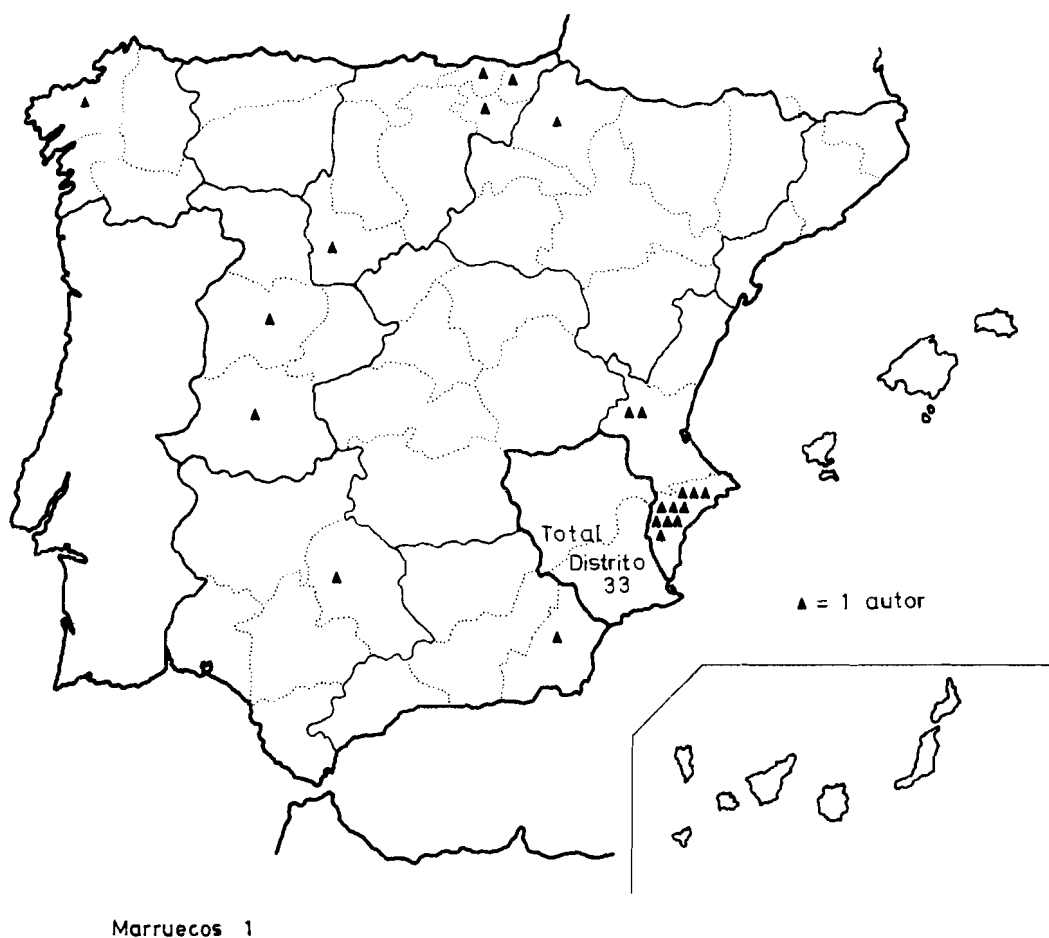 Total
Distrito
33
▲ = 1 autor
Marruecos 1